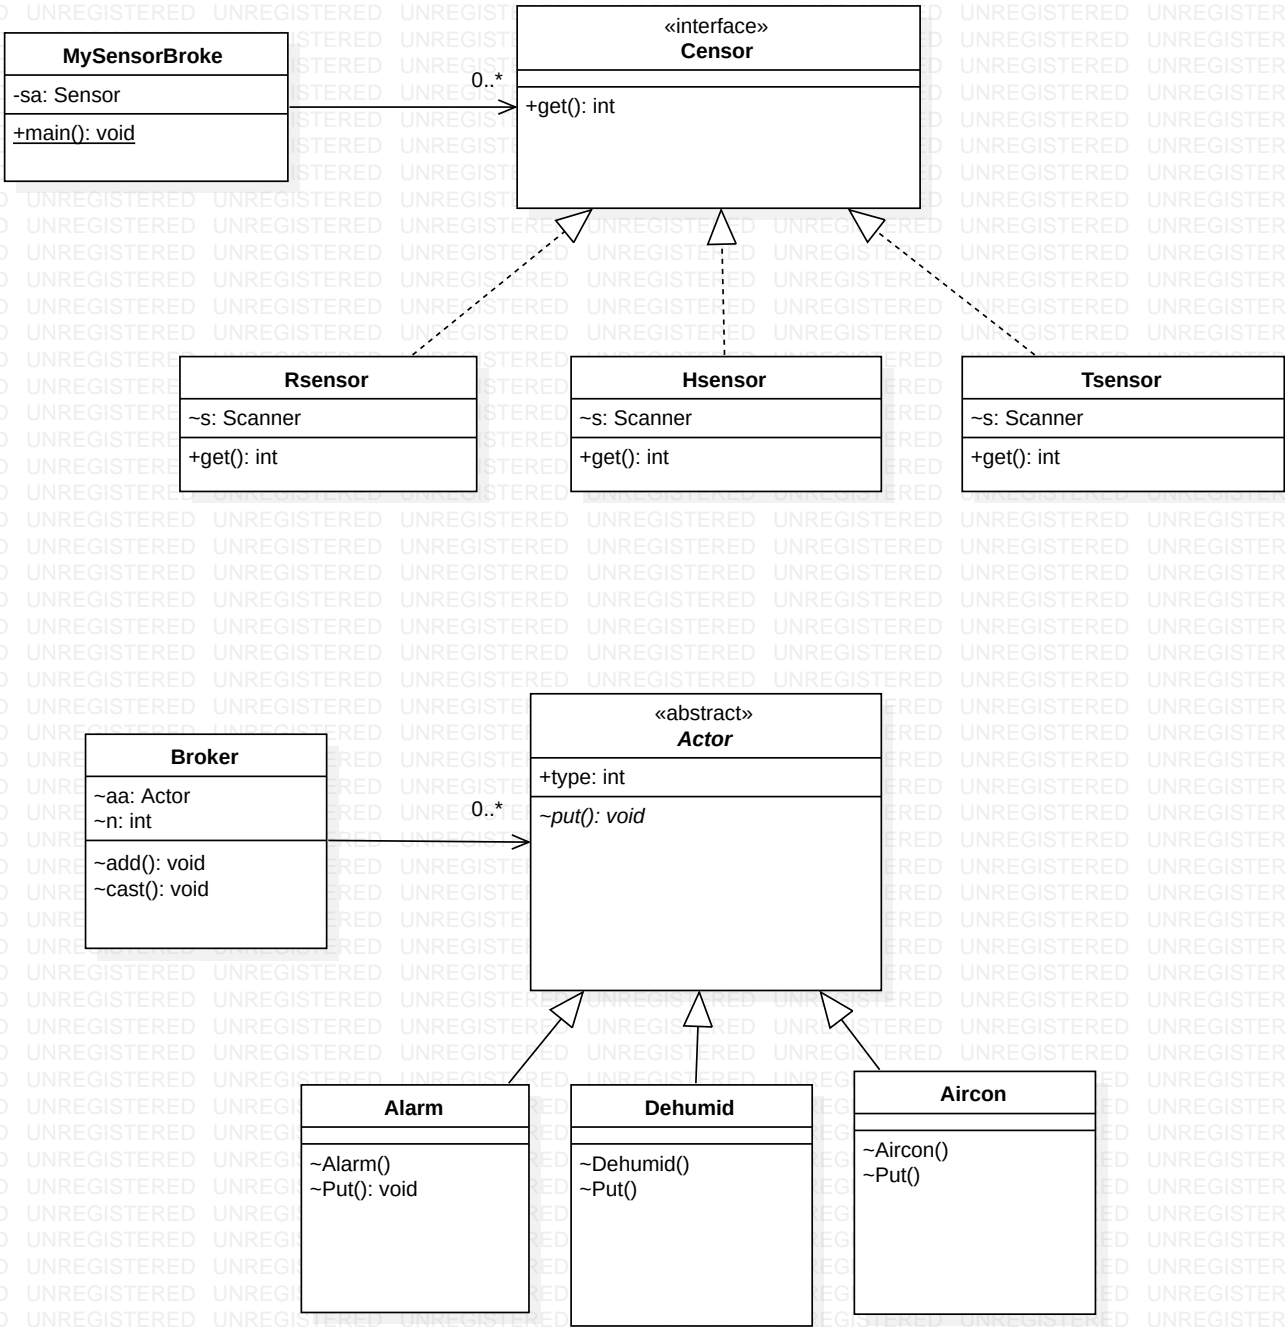 MySensorBroke
-sa: Sensor
+main(): void
0..*
«interface»
Censor
+get(): int
Rsensor
~s: Scanner
+get(): int
Hsensor
~s: Scanner
+get(): int
Tsensor
~s: Scanner
+get(): int
Broker
~aa: Actor
~n: int
~add(): void
~cast(): void
0..*
«abstract»
Actor
+type: int
~put(): void
Alarm
~Alarm()
~Put(): void
Dehumid
~Dehumid()
~Put()
Aircon
~Aircon()
~Put()
UNREGISTERED